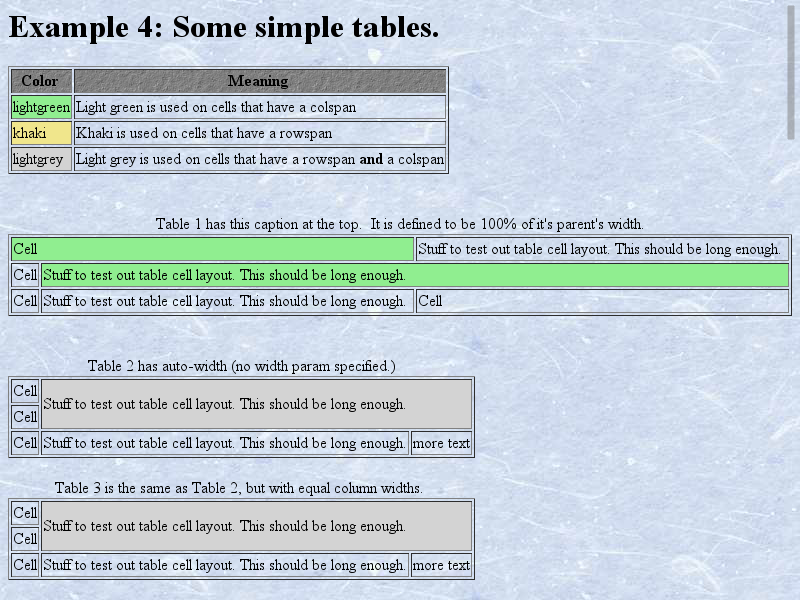 Example 4: Some simple tables.
Color Meaning
lightgreen Light green is used on cells that have a colspan
khaki Khaki is used on cells that have a rowspan
lightgrey Light grey is used on cells that have a rowspan and a colspan
Table 1 has this caption at the top. It is defined to be 100% of it's parent's width.
Cell Stuff to test out table cell layout. This should be long enough.
Cell Stuff to test out table cell layout. This should be long enough.
Cell Stuff to test out table cell layout. This should be long enough. Cell
Table 2 has auto-width (no width param specified.)
Cell
Stuff to test out table cell layout. This should be long enough.
Cell
Cell Stuff to test out table cell layout. This should be long enough. more text
Table 3 is the same as Table 2, but with equal column widths.
Cell
Stuff to test out table cell layout. This should be long enough.
Cell
Cell Stuff to test out table cell layout. This should be long enough. more text